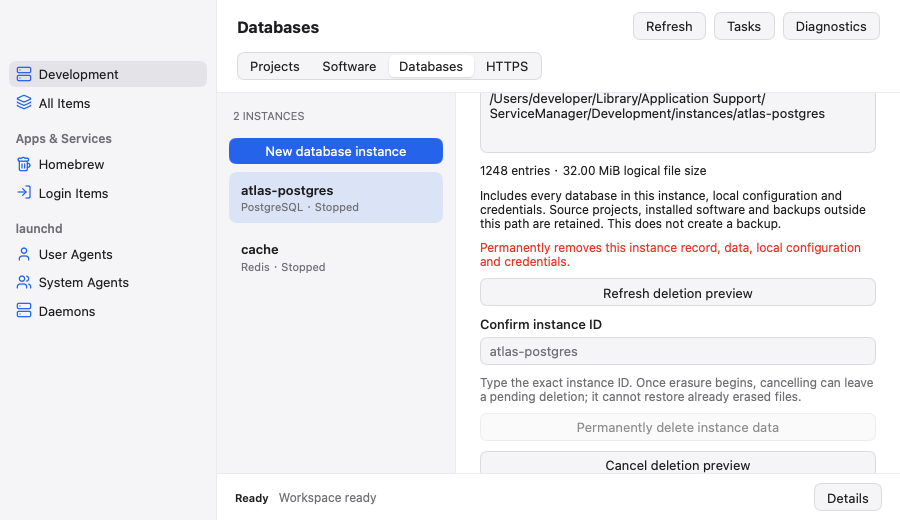 Databases
Refresh
Tasks
Diagnostics
Projects
Software
Databases
HTTPS
Development
All Items
Apps & Services
Homebrew
Login Items
launchd
User Agents
System Agents
Daemons
2 INSTANCES
New database instance
atlas-postgres
PostgreSQL · Stopped
cache
Redis · Stopped
/Users/developer/Library/Application Support/
ServiceManager/Development/instances/atlas-postgres
1248 entries · 32.00 MiB logical file size
Includes every database in this instance, local configuration and
credentials. Source projects, installed software and backups outside
this path are retained. This does not create a backup.
Permanently removes this instance record, data, local configuration
and credentials.
Refresh deletion preview
Confirm instance ID
atlas-postgres
Type the exact instance ID. Once erasure begins, cancelling can leave
a pending deletion; it cannot restore already erased files.
Permanently delete instance data
Cancel deletion preview
Ready
Workspace ready
Details